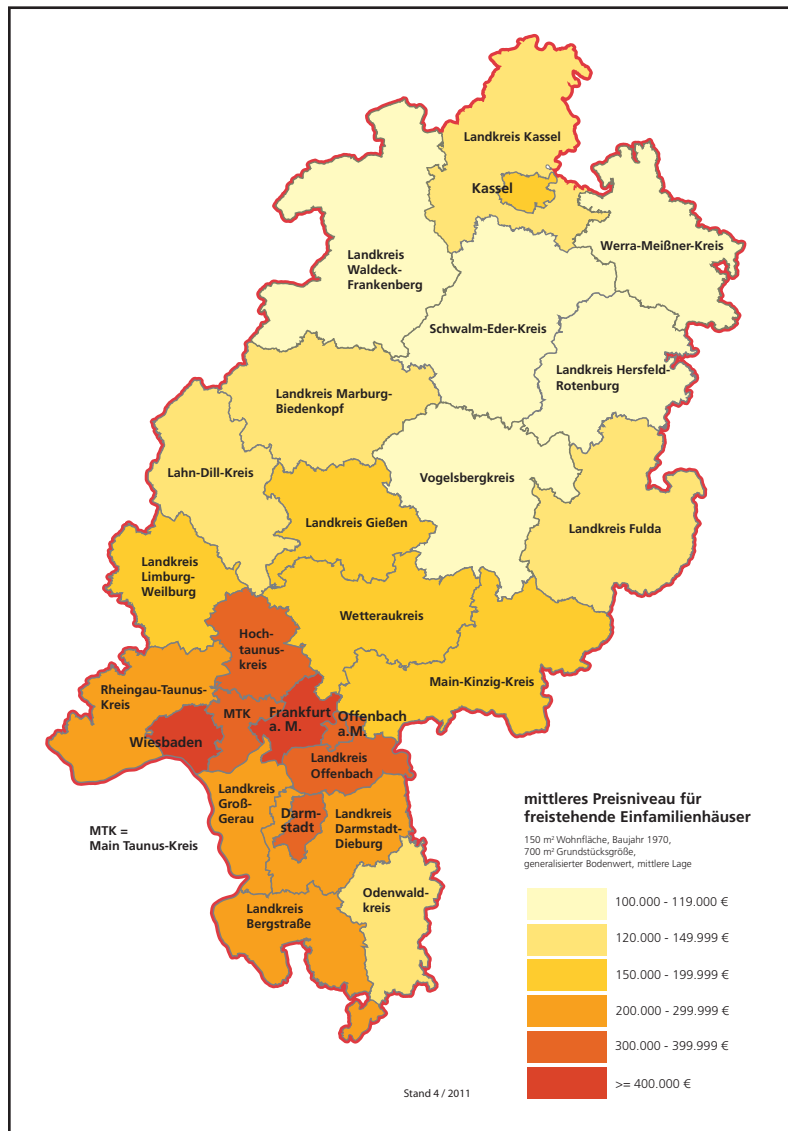 Landkreis Kassel
Kassel
Werra-Meißner-Kreis
Landkreis
Waldeck-
Frankenberg
Schwalm-Eder-Kreis
Landkreis Hersfeld-
Rotenburg
Landkreis Marburg-
Biedenkopf
Lahn-Dill-Kreis
Vogelsbergkreis
Landkreis Gießen
Landkreis Fulda
Landkreis
Limburg-
Weilburg
Wetteraukreis
Hoch-
taunus-
kreis
Main-Kinzig-Kreis
Rheingau-Taunus-
Kreis
MTK
Frankfurt
a. M.
Offenbach
a.M.
Wiesbaden
Landkreis
Offenbach
Landkreis
Groß-
Gerau
Darm-
stadt
Landkreis
Darmstadt-
Dieburg
MTK =
Main Taunus-Kreis
Odenwald-
kreis
Landkreis
Bergstraße
mittleres Preisniveau für
freistehende Einfamilienhäuser
150 m² Wohnfläche, Baujahr 1970,
700 m² Grundstücksgröße,
generalisierter Bodenwert, mittlere Lage
100.000 - 119.000 €
120.000 - 149.999 €
150.000 - 199.999 €
200.000 - 299.999 €
300.000 - 399.999 €
>= 400.000 €
Stand 4 / 2011